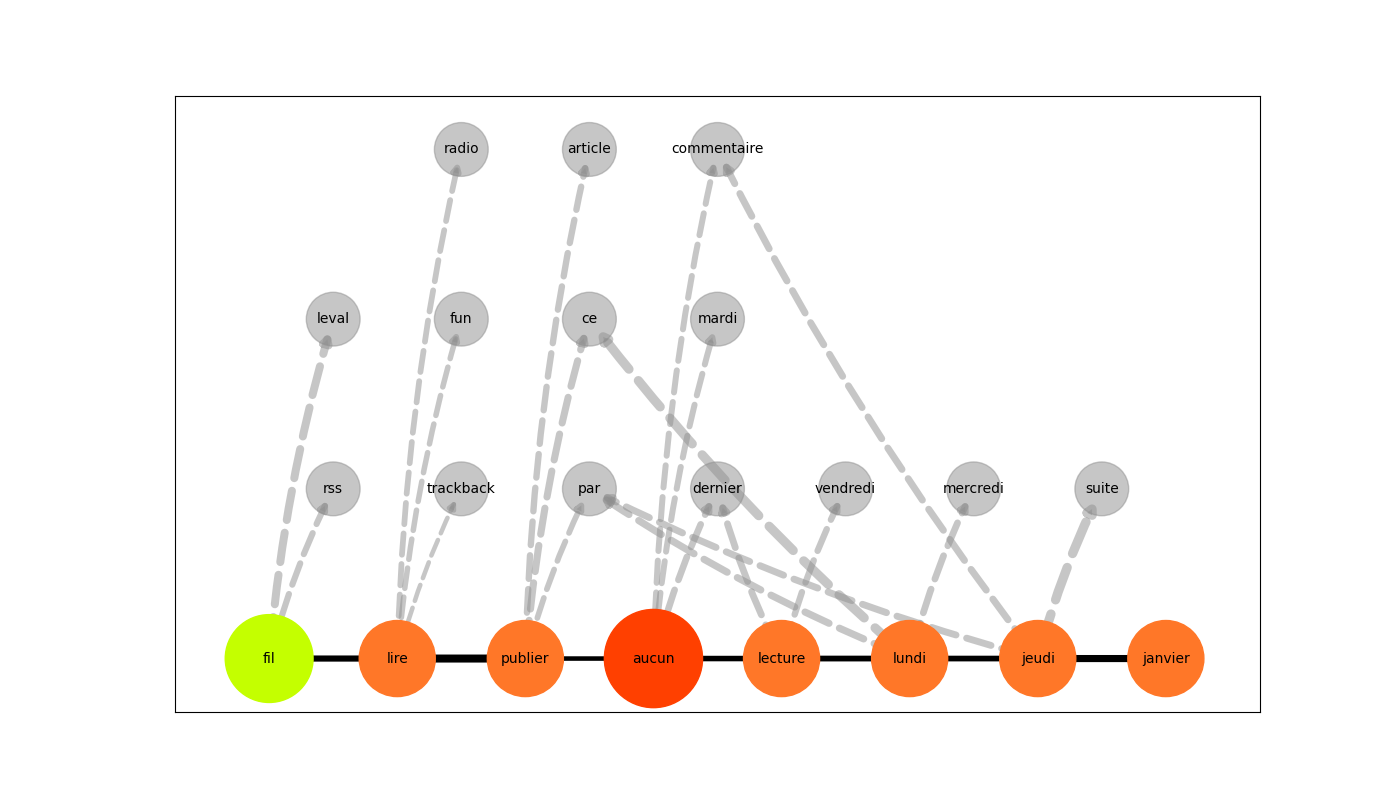 radio article commentaire
leval fun ce mardi
rss trackback par dernier vendredi mercredi suite
fil lire publier aucun lecture lundi jeudi janvier